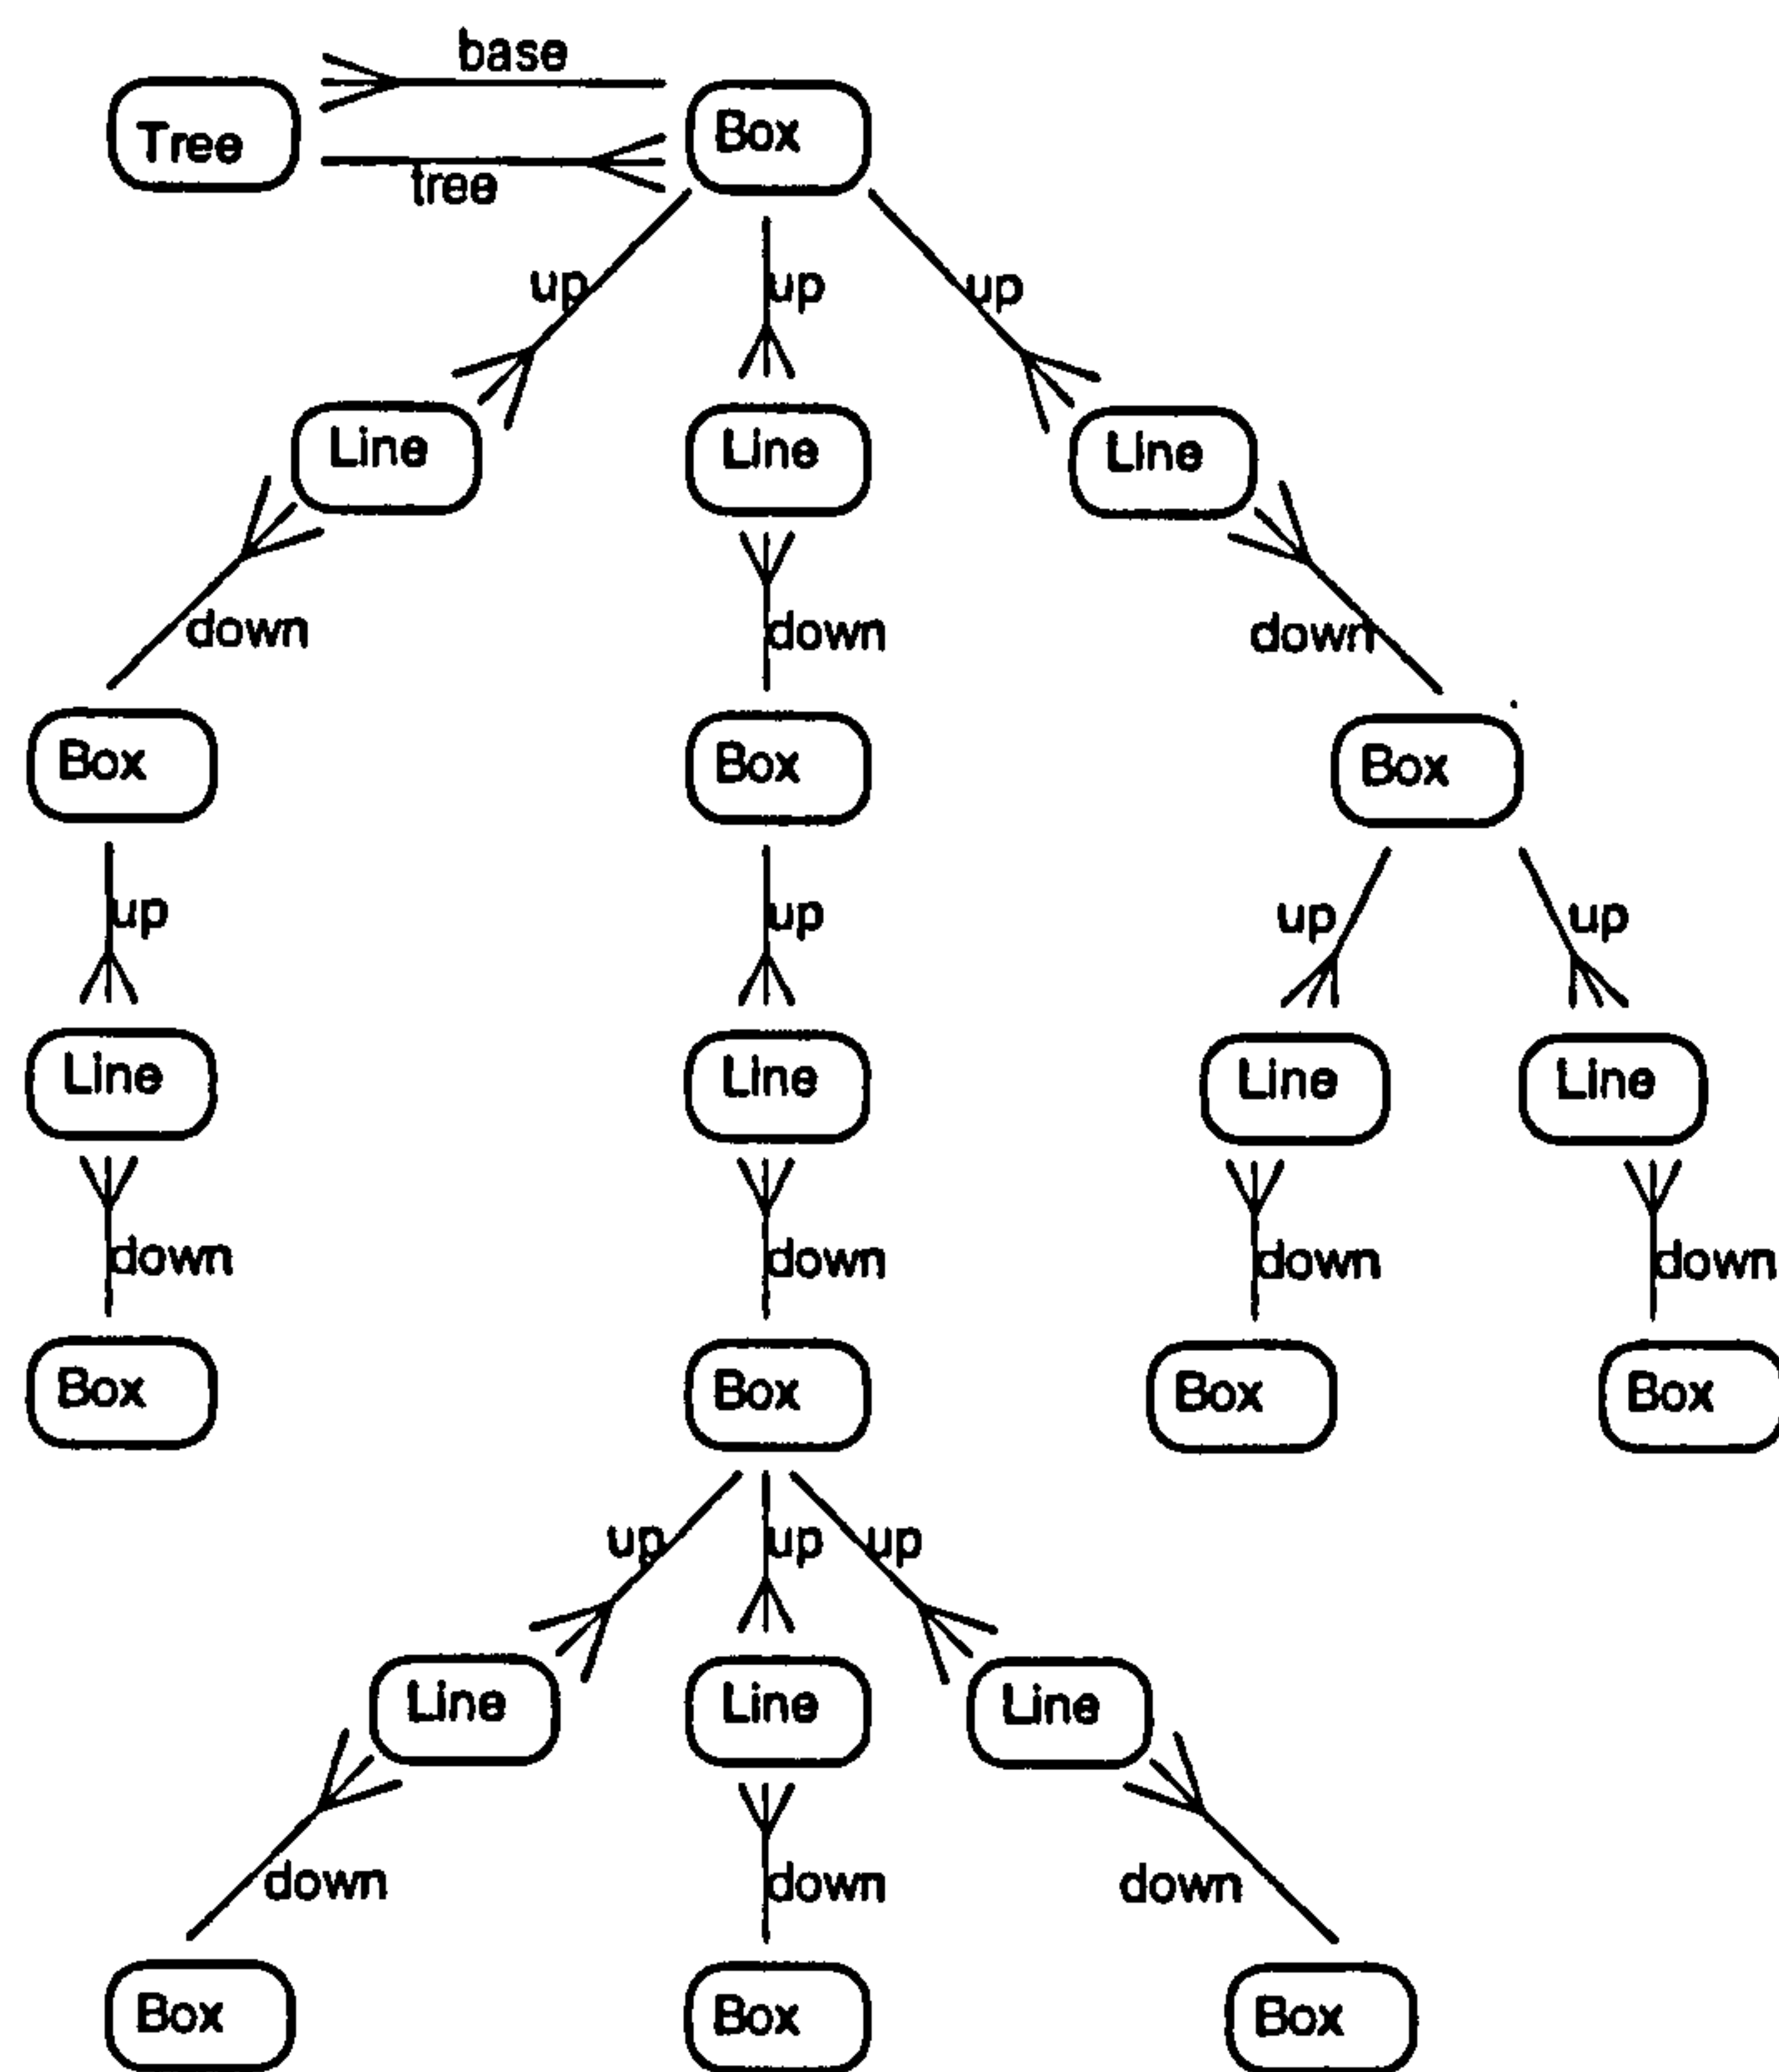 base
Tree Box
tree
up up up
Line Line Line
down down down
Box Box Box
up up up up
Line Line Line Line
down down down down
Box Box Box Box
up up up
Line Line Line
down down down
Box Box Box